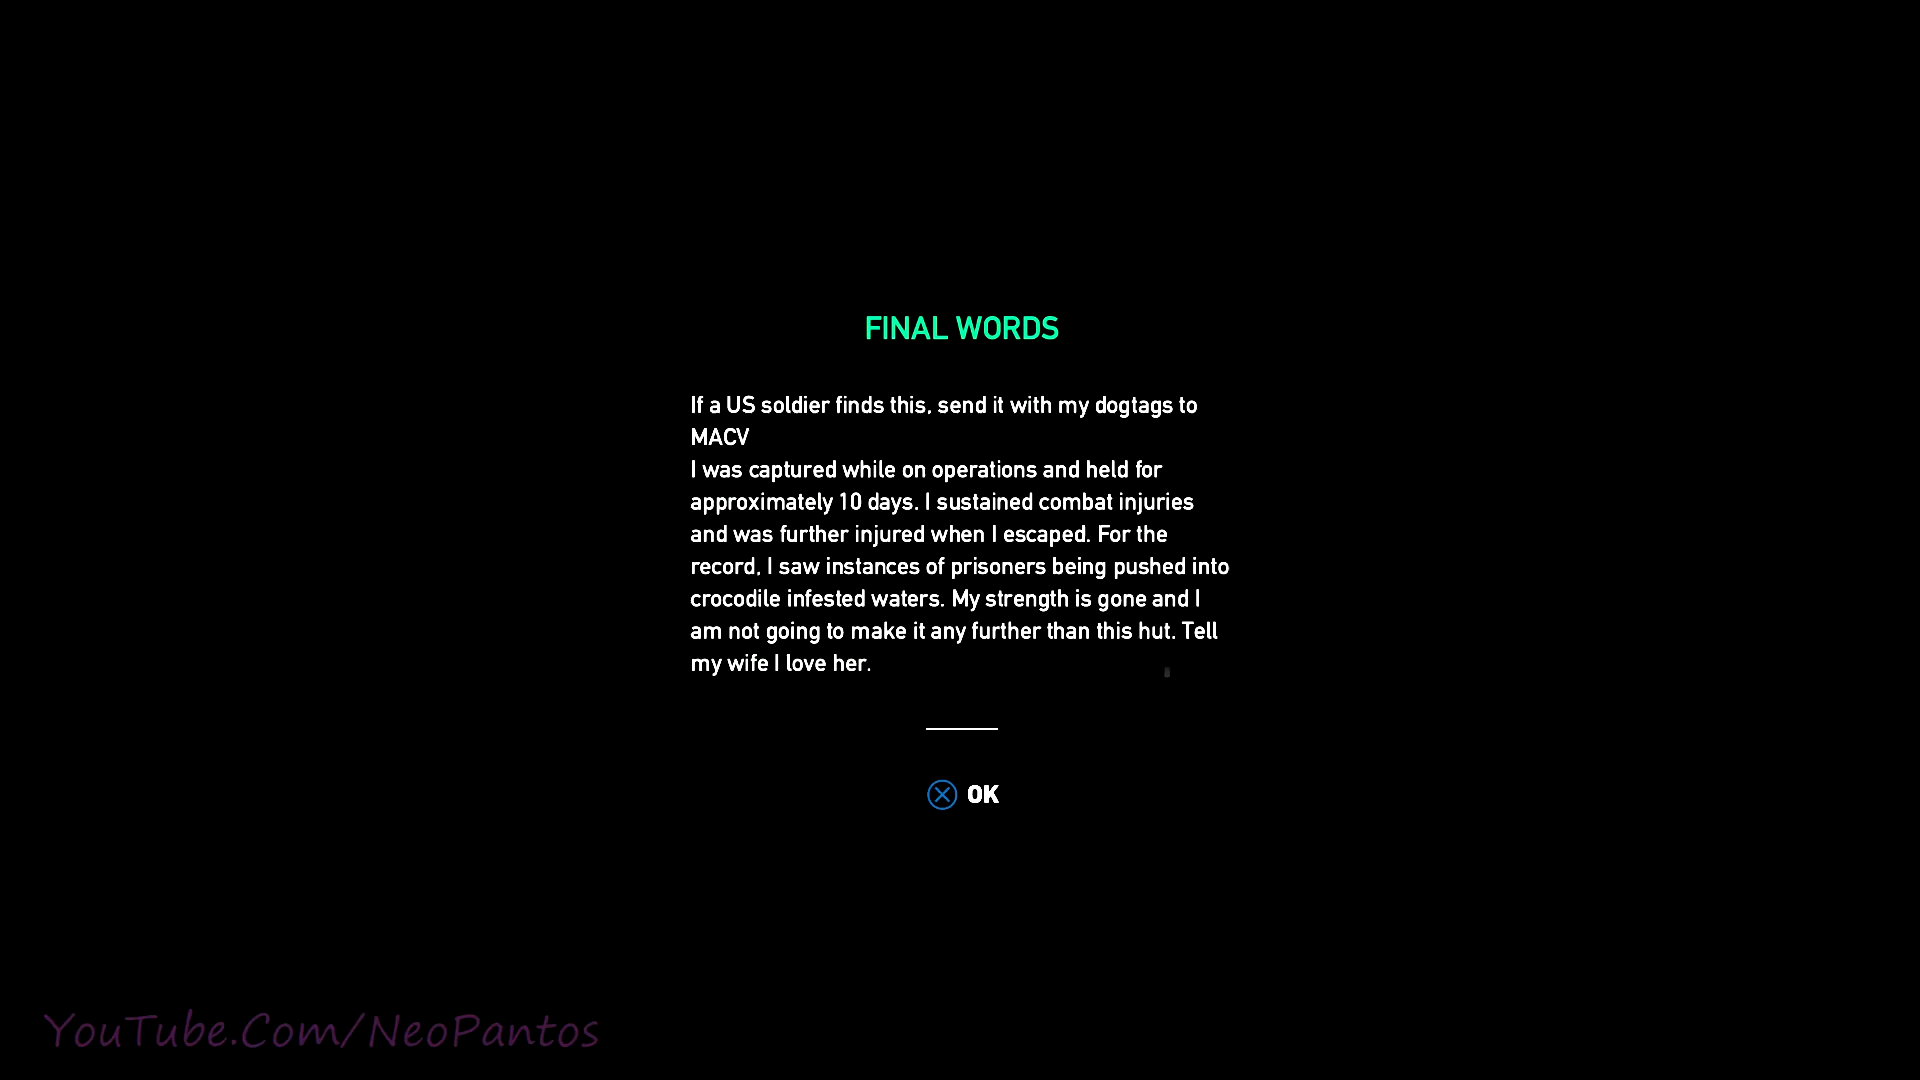 FINAL WORDS
If a US soldier finds this, send it with my dogtags to
MACV
I was captured while on operations and held for
approximately 10 days. I sustained combat injuries
and was further injured when I escaped. For the
record, I saw instances of prisoners being pushed into
crocodile infested waters. My strength is gone and I
am not going to make it any further than this hut. Tell
my wife I love her.
OK
YouTube.Com/NeoPantos